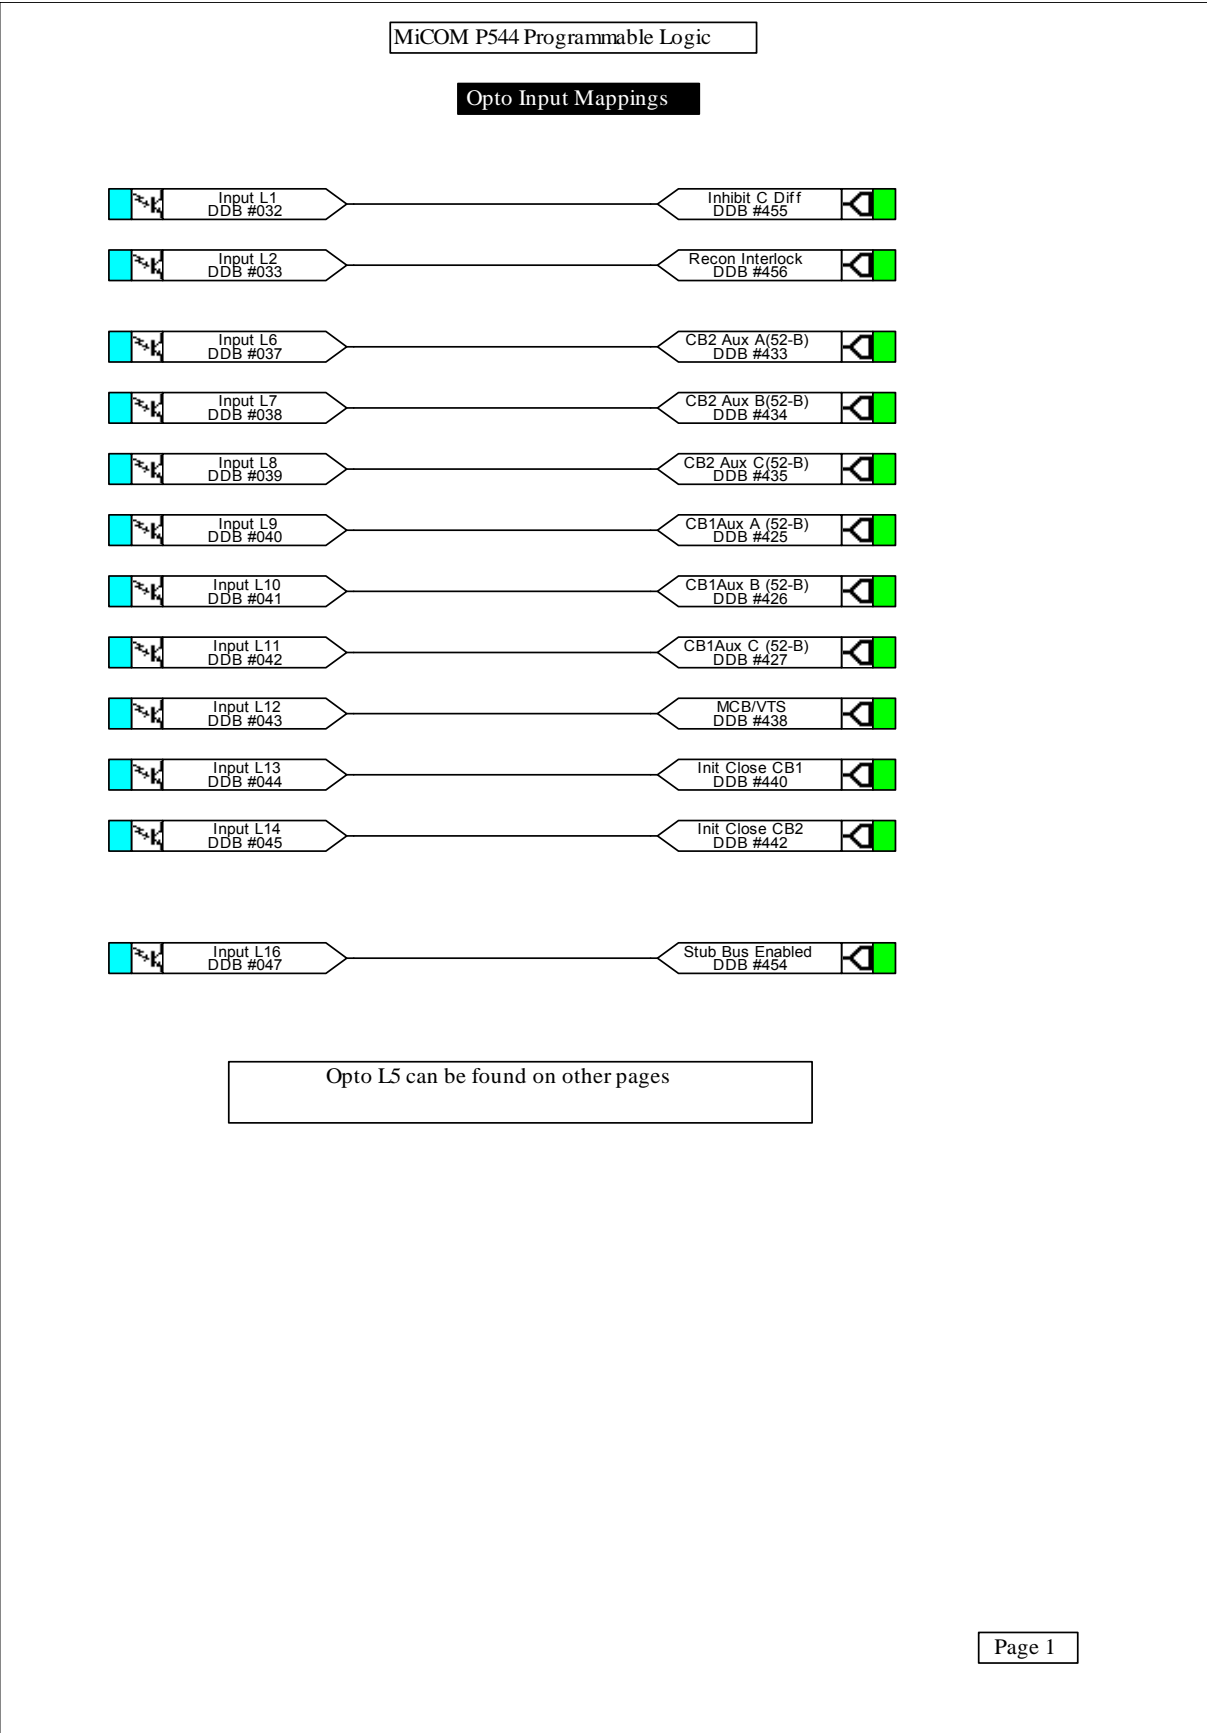 MiCOM P544 Programmable Logic
Opto Input Mappings
Input L1
DDB #032
Inhibit C Diff
DDB #455
Input L2
DDB #033
Recon Interlock
DDB #456
Input L6
DDB #037
CB2 Aux A(52-B)
DDB #433
Input L7
DDB #038
CB2 Aux B(52-B)
DDB #434
Input L8
DDB #039
CB2 Aux C(52-B)
DDB #435
Input L9
DDB #040
CB1Aux A (52-B)
DDB #425
Input L10
DDB #041
CB1Aux B (52-B)
DDB #426
Input L11
DDB #042
CB1Aux C (52-B)
DDB #427
Input L12
DDB #043
MCB/VTS
DDB #438
Input L13
DDB #044
Init Close CB1
DDB #440
Input L14
DDB #045
Init Close CB2
DDB #442
Input L16
DDB #047
Stub Bus Enabled
DDB #454
Opto L5 can be found on other pages
Page 1